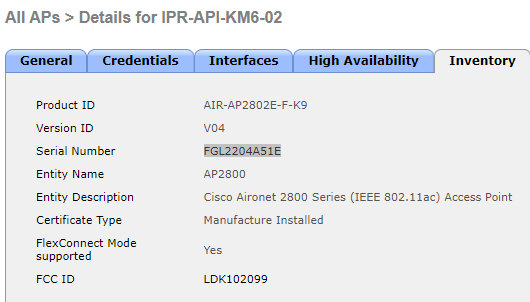 All APs > Details for IPR-API-KM6-02
General Credentials Interfaces High Availability Inventory
Product ID AIR-AP2802E-F-K9
Version ID V04
Serial Number FGL2204A51E
Entity Name AP2800
Entity Description Cisco Aironet 2800 Series (IEEE 802.11ac) Access Point
Certificate Type Manufacture Installed
FlexConnect Mode
supported Yes
FCC ID LDK102099